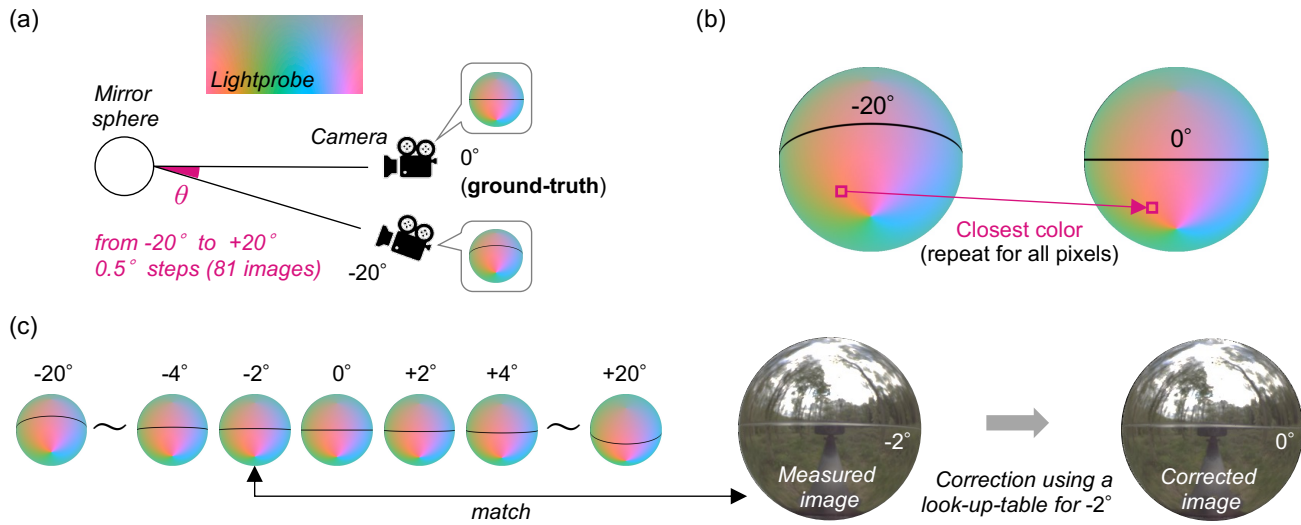 (a)
Lightprobe
Mirror
sphere
Camera
0°
(ground-truth)
θ
from -20° to +20°
0.5° steps (81 images)
-20°
(b)
-20°
0°
Closest color
(repeat for all pixels)
(c)
-20°
-4°
-2°
0°
+2°
+4°
+20°
~
~
match
-2°
Measured
image
Correction using a
look-up-table for -2°
0°
Corrected
image